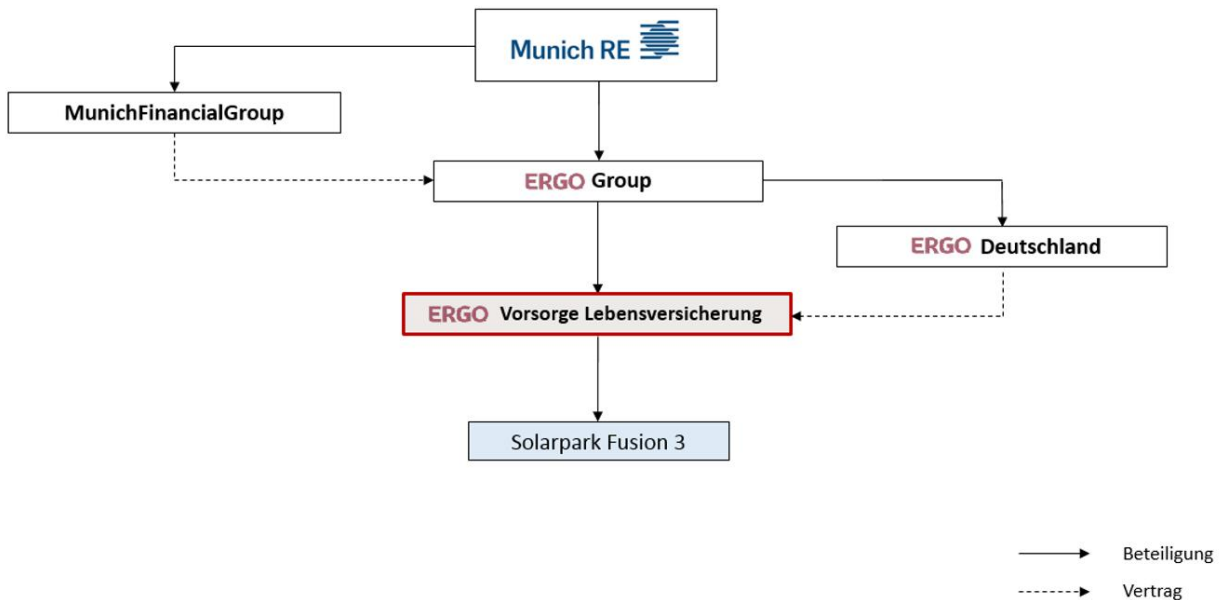 Munich RE
MunichFinancialGroup
ERGO Group
ERGO Deutschland
ERGO Vorsorge Lebensversicherung
Solarpark Fusion 3
Beteiligung
Vertrag